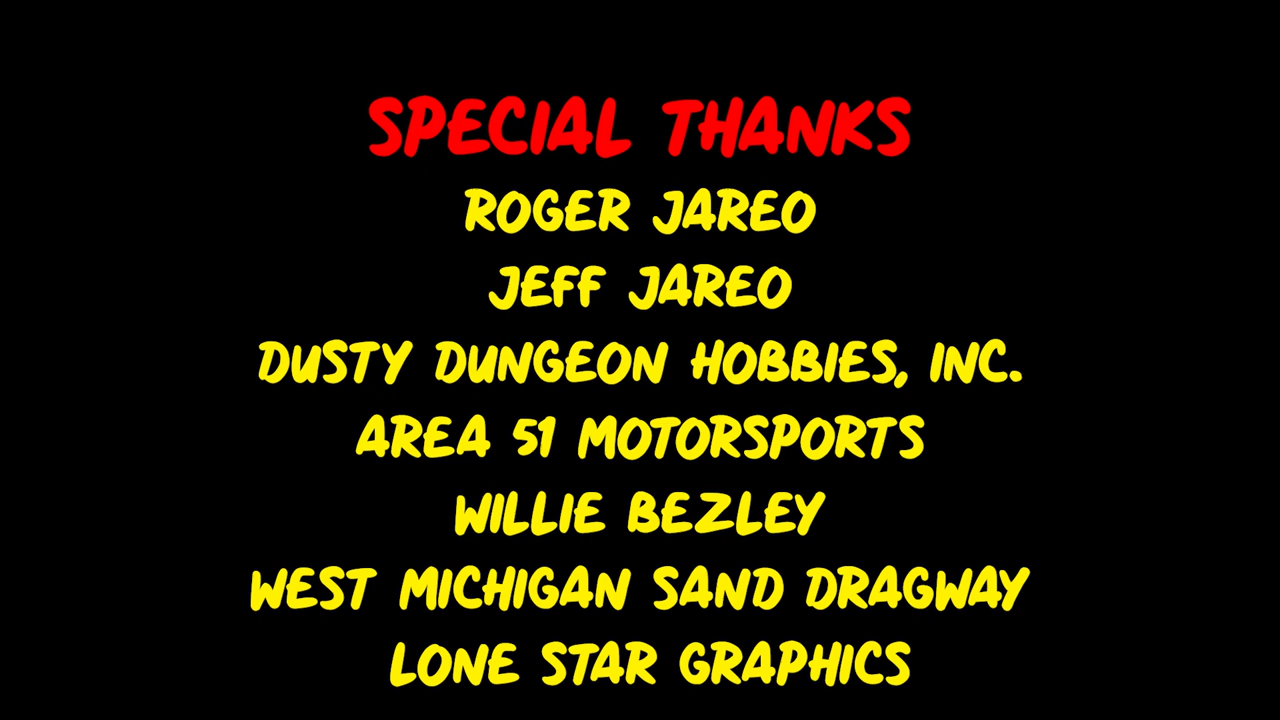 SPECIAL THANKS
ROGER JAREO
JEFF JAREO
DUSTY DUNGEON HOBBIES, INC.
AREA 51 MOTORSPORTS
WILLIE BEZLEY
WEST MICHIGAN SAND DRAGWAY
LONE STAR GRAPHICS